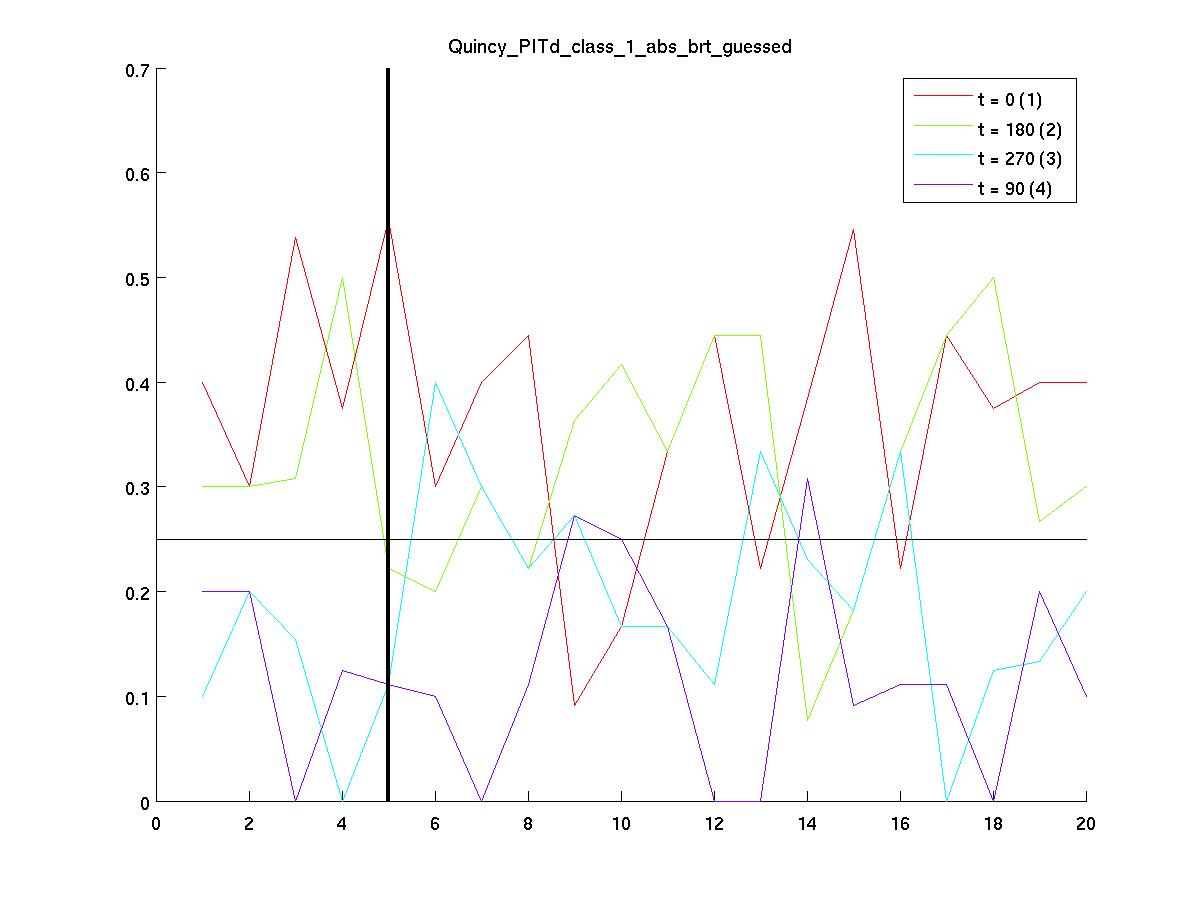 Quincy_PITd_class_1_abs_brt_guessed
0.7
0.6
0.5
0.4
0.3
0.2
0.1
0
0 2 4 6 8 10 12 14 16 18 20
t = 0 (1)
t = 180 (2)
t = 270 (3)
t = 90 (4)